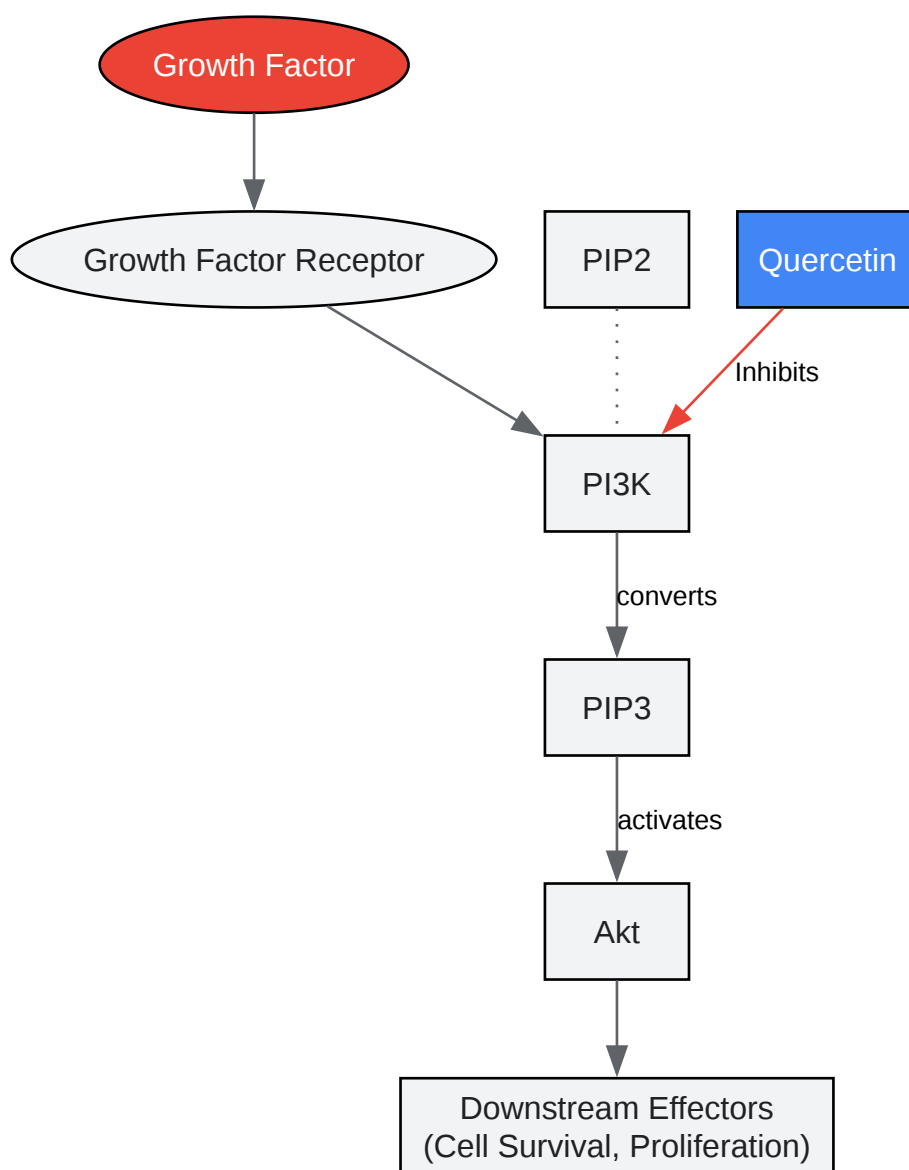 Growth Factor
Growth Factor Receptor
PIP2
Quercetin
Inhibits
PI3K
converts
PIP3
activates
Akt
Downstream Effectors
(Cell Survival, Proliferation)